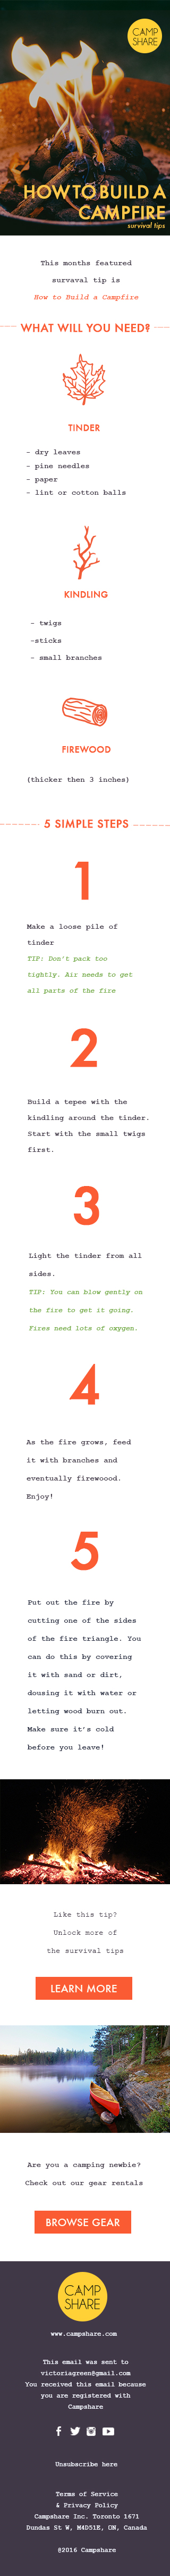 CAMP
SHARE
HOW TO BUILD A
CAMPFIRE
survival tips
This months featured
survaval tip is
How to Build a Campfire
WHAT WILL YOU NEED?
TINDER
- dry leaves
- pine needles
- paper
- lint or cotton balls
KINDLING
- twigs
-sticks
- small branches
FIREWOOD
(thicker then 3 inches)
5 SIMPLE STEPS
1
Make a loose pile of
tinder
TIP: Don't pack too
tightly. Air needs to get
all parts of the fire
2
Build a tepee with the
kindling around the tinder.
Start with the small twigs
first.
3
Light the tinder from all
sides.
TIP: You can blow gently on
the fire to get it going.
Fires need lots of oxygen.
4
As the fire grows, feed
it with branches and
eventually firewoood.
Enjoy!
5
Put out the fire by
cutting one of the sides
of the fire triangle. You
can do this by covering
it with sand or dirt,
dousing it with water or
letting wood burn out.
Make sure it's cold
before you leave!
Like this tip?
Unlock more of
the survival tips
LEARN MORE
Are you a camping newbie?
Check out our gear rentals
BROWSE GEAR
CAMP
SHARE
www.campshare.com
This email was sent to
victoriagreen@gmail.com
You received this email because
you are registered with
Campshare
Unsubscribe here
Terms of Service
& Privacy Policy
Campshare Inc. Toronto 1671
Dundas St W, M4D51E, ON, Canada
@2016 Campshare